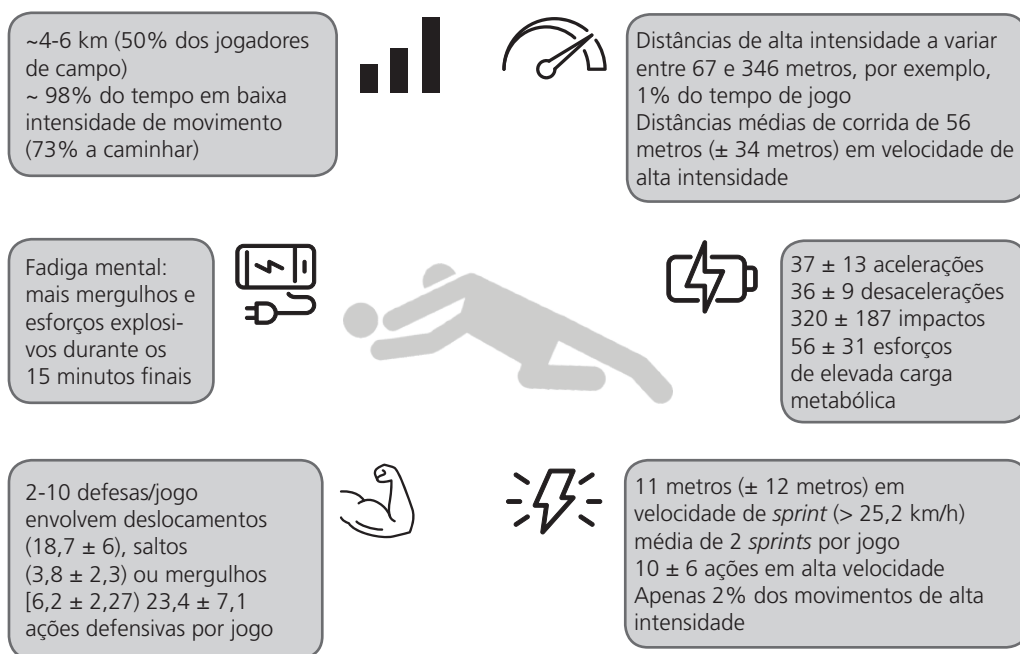 ~4-6 km (50% dos jogadores
de campo)
~ 98% do tempo em baixa
intensidade de movimento
(73% a caminhar)
Distâncias de alta intensidade a variar
entre 67 e 346 metros, por exemplo,
1% do tempo de jogo
Distâncias médias de corrida de 56
metros (± 34 metros) em velocidade de
alta intensidade
Fadiga mental:
mais mergulhos e
esforços explosi-
vos durante os
15 minutos finais
37 ± 13 acelerações
36 ± 9 desacelerações
320 ± 187 impactos
56 ± 31 esforços
de elevada carga
metabólica
2-10 defesas/jogo
envolvem deslocamentos
(18,7 ± 6), saltos
(3,8 ± 2,3) ou mergulhos
[6,2 ± 2,27) 23,4 ± 7,1
ações defensivas por jogo
11 metros (± 12 metros) em
velocidade de sprint (> 25,2 km/h)
média de 2 sprints por jogo
10 ± 6 ações em alta velocidade
Apenas 2% dos movimentos de alta
intensidade